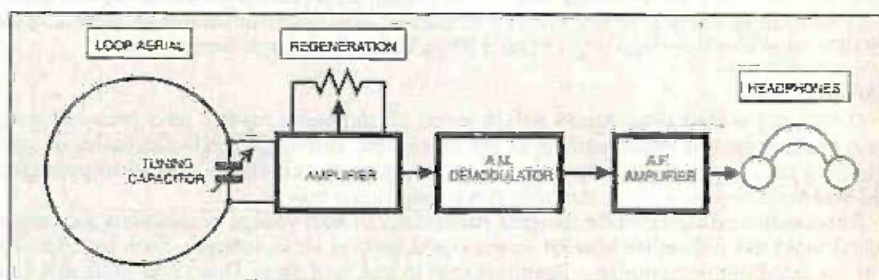 LOOP AERIAL
REGENERATION
HEADPHONES
TUNING
CAPACITOR
AMPLIFIER
A.M.
DEMODULATOR
A.F.
AMPLIFIER